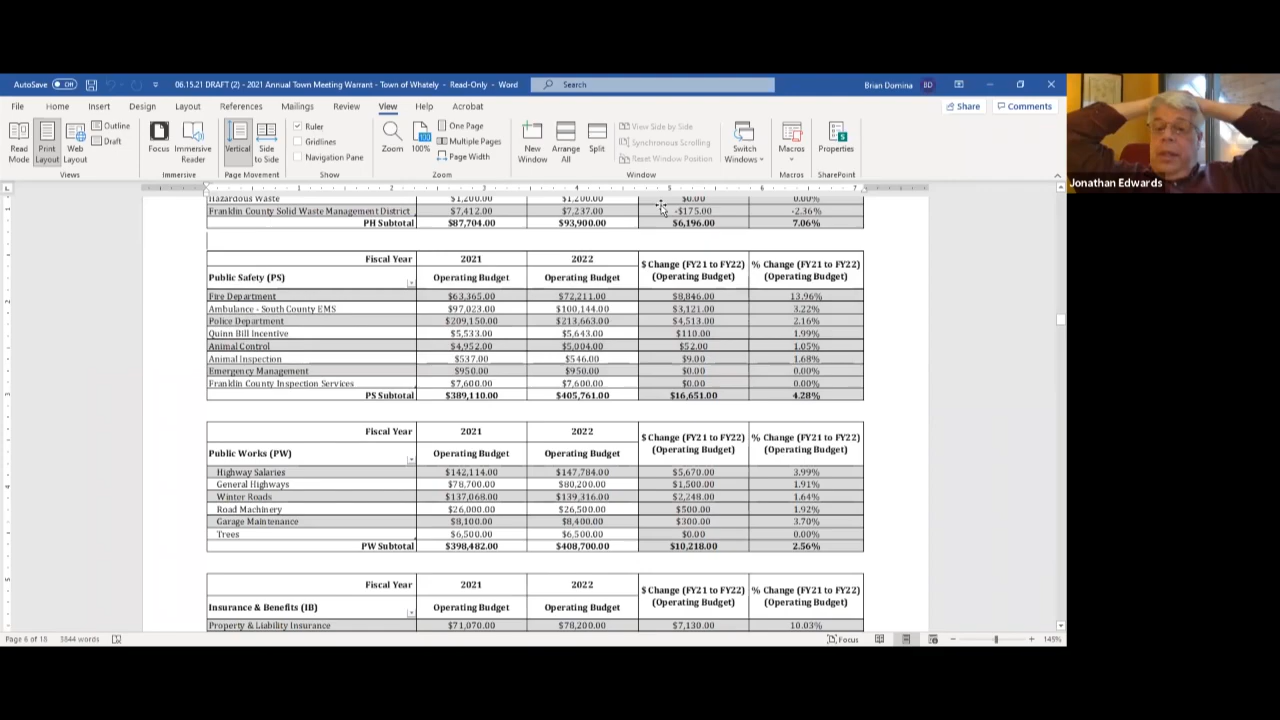 AutoSave Off 06.15.21 DRAFT (2) - 2021 Annual Town Meeting Warrant - Town of Whately - Read-Only - Word Search Brian Domina BD
File Home Insert Design Layout References Mailings Review View Help Acrobat Share Comments
Read Mode Print Layout Web Layout Outline Draft Focus Immersive Reader Vertical Side to Side Ruler Gridlines Navigation Pane Zoom 100% One Page Multiple Pages Page Width New Window Arrange All Split View Side by Side Synchronous Scrolling Reset Window Position Switch Windows Macros Properties
Views Immersive Page Movement Show Zoom Window Macros SharePoint
Jonathan Edwards
Hazardous Waste $1,200.00 $1,200.00 $0.00 0.00%
Franklin County Solid Waste Management District $7,412.00 $7,237.00 -$175.00 -2.36%
PH Subtotal $87,704.00 $93,900.00 $6,196.00 7.06%
Fiscal Year 2021 2022 $ Change (FY21 to FY22) % Change (FY21 to FY22)
Public Safety (PS) Operating Budget Operating Budget (Operating Budget) (Operating Budget)
Fire Department $63,365.00 $72,211.00 $8,846.00 13.96%
Ambulance - South County EMS $97,023.00 $100,144.00 $3,121.00 3.22%
Police Department $209,150.00 $213,663.00 $4,513.00 2.16%
Quinn Bill Incentive $5,533.00 $5,643.00 $110.00 1.99%
Animal Control $4,952.00 $5,004.00 $52.00 1.05%
Animal Inspection $537.00 $546.00 $9.00 1.68%
Emergency Management $950.00 $950.00 $0.00 0.00%
Franklin County Inspection Services $7,600.00 $7,600.00 $0.00 0.00%
PS Subtotal $389,110.00 $405,761.00 $16,651.00 4.28%
Fiscal Year 2021 2022 $ Change (FY21 to FY22) % Change (FY21 to FY22)
Public Works (PW) Operating Budget Operating Budget (Operating Budget) (Operating Budget)
Highway Salaries $142,114.00 $147,784.00 $5,670.00 3.99%
General Highways $78,700.00 $80,200.00 $1,500.00 1.91%
Winter Roads $137,068.00 $139,316.00 $2,248.00 1.64%
Road Machinery $26,000.00 $26,500.00 $500.00 1.92%
Garage Maintenance $8,100.00 $8,400.00 $300.00 3.70%
Trees $6,500.00 $6,500.00 $0.00 0.00%
PW Subtotal $398,482.00 $408,700.00 $10,218.00 2.56%
Fiscal Year 2021 2022 $ Change (FY21 to FY22) % Change (FY21 to FY22)
Insurance & Benefits (IB) Operating Budget Operating Budget (Operating Budget) (Operating Budget)
Property & Liability Insurance $71,070.00 $78,200.00 $7,130.00 10.03%
Page 6 of 18 3844 words Focus 145%